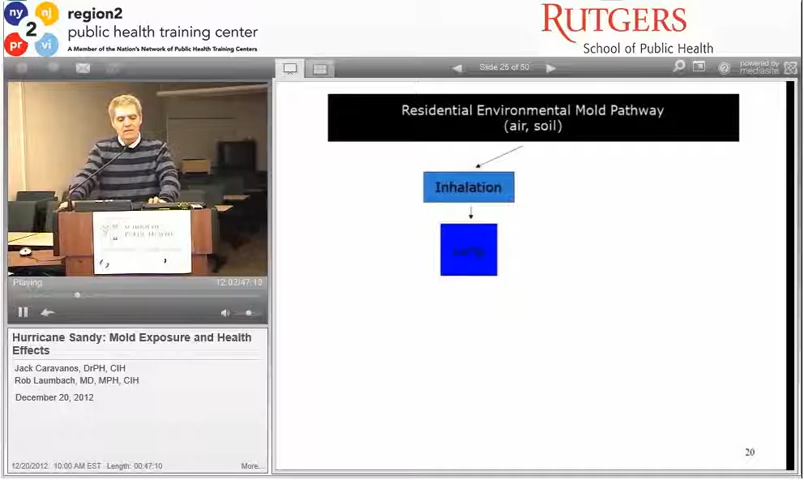 ny nj
2
pr vi
region2
public health training center
A Member of the Nation's Network of Public Health Training Centers
RUTGERS
School of Public Health
Slide 25 of 50
powered by
mediasite
Residential Environmental Mold Pathway
(air, soil)
Inhalation
20
SCHOOL OF
PUBLIC HEALTH
Playing
12:02/47:10
Hurricane Sandy: Mold Exposure and Health
Effects
Jack Caravanos, DrPH, CIH
Rob Laumbach, MD, MPH, CIH
December 20, 2012
12/20/2012 10:00 AM EST Length: 00:47:10
More...